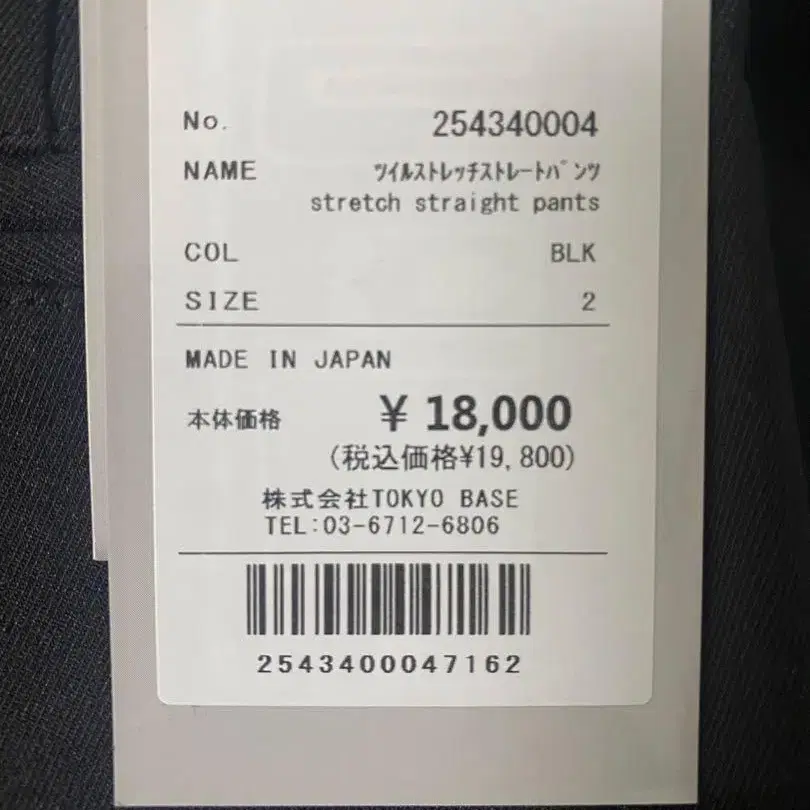 No. 254340004
NAME ﾂｲﾙｽﾄﾚｯﾁｽﾄﾚｰﾄﾊﾟﾝﾂ
stretch straight pants
COL BLK
SIZE 2
MADE IN JAPAN
本体価格 ¥ 18,000
(税込価格¥19,800)
株式会社TOKYO BASE
TEL:03-6712-6806
2543400047162